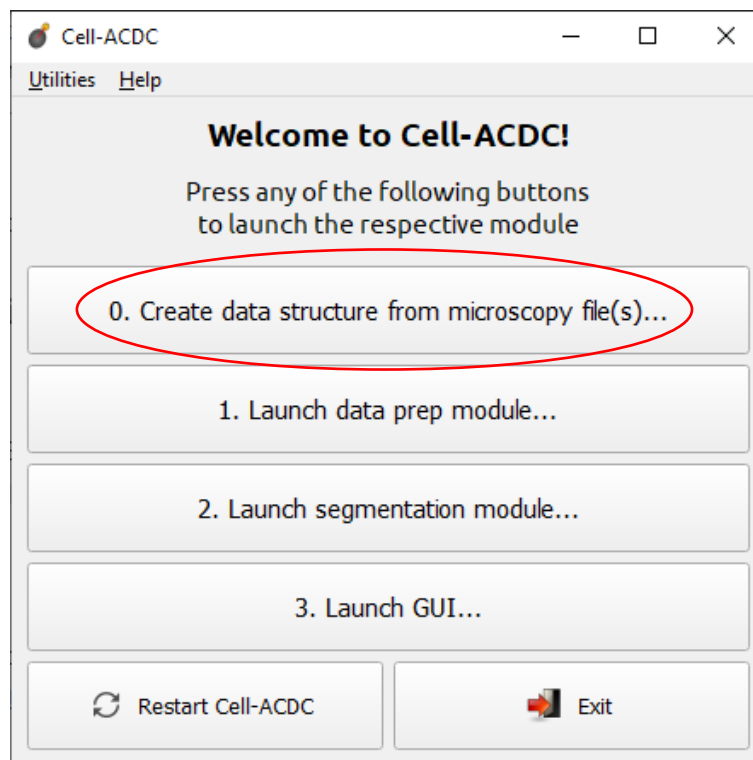 Cell-ACDC
Utilities Help
Welcome to Cell-ACDC!
Press any of the following buttons
to launch the respective module
0. Create data structure from microscopy file(s)...
1. Launch data prep module...
2. Launch segmentation module...
3. Launch GUI...
Restart Cell-ACDC
Exit